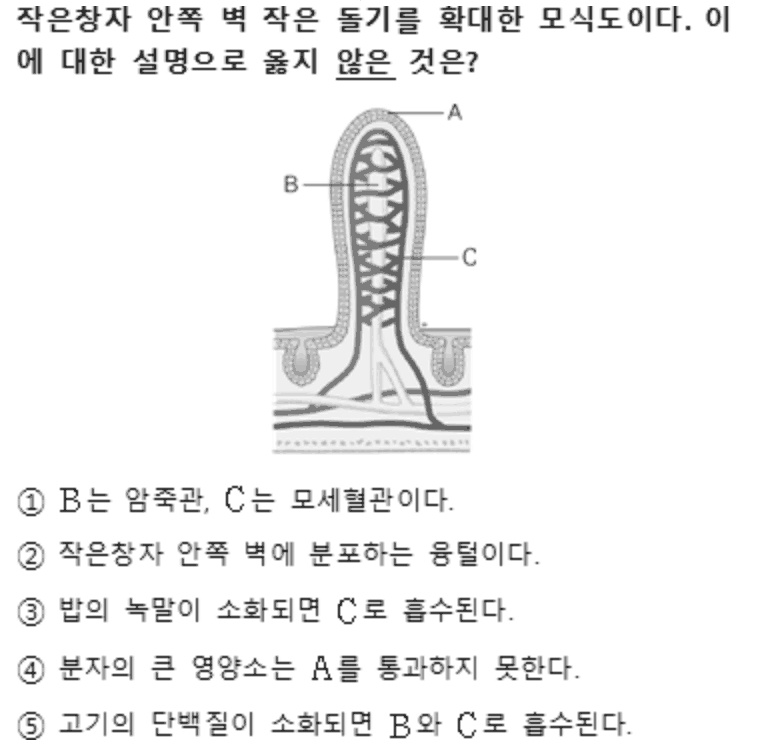 작은창자 안쪽 벽 작은 돌기를 확대한 모식도이다. 이
에 대한 설명으로 옳지 않은 것은?
A
B
C
① B는 암죽관, C는 모세혈관이다.
② 작은창자 안쪽 벽에 분포하는 융털이다.
③ 밥의 녹말이 소화되면 C로 흡수된다.
④ 분자의 큰 영양소는 A를 통과하지 못한다.
⑤ 고기의 단백질이 소화되면 B와 C로 흡수된다.